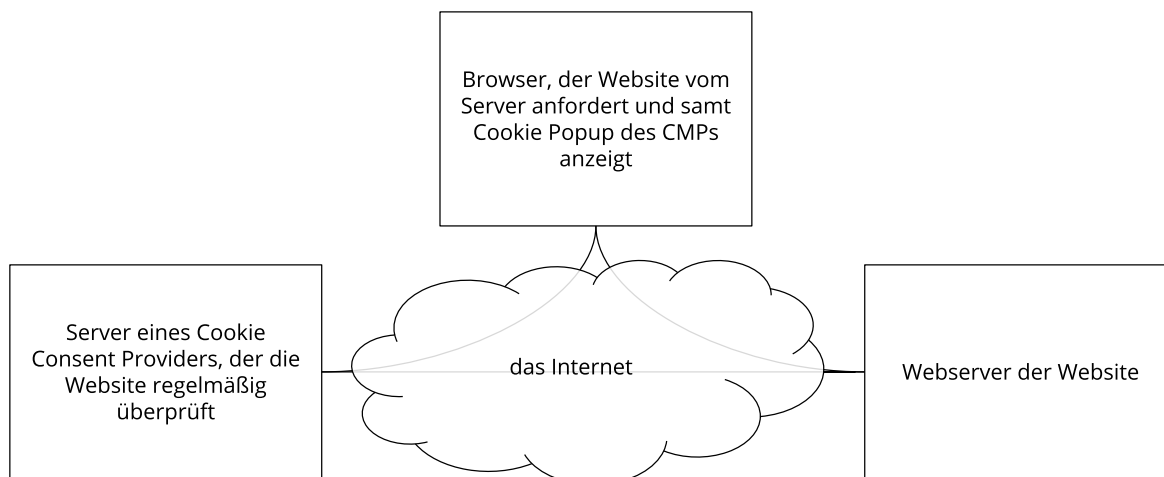 Browser, der Website vom
Server anfordert und samt
Cookie Popup des CMPs
anzeigt
Server eines Cookie
Consent Providers, der die
Website regelmäßig
überprüft
das Internet
Webserver der Website